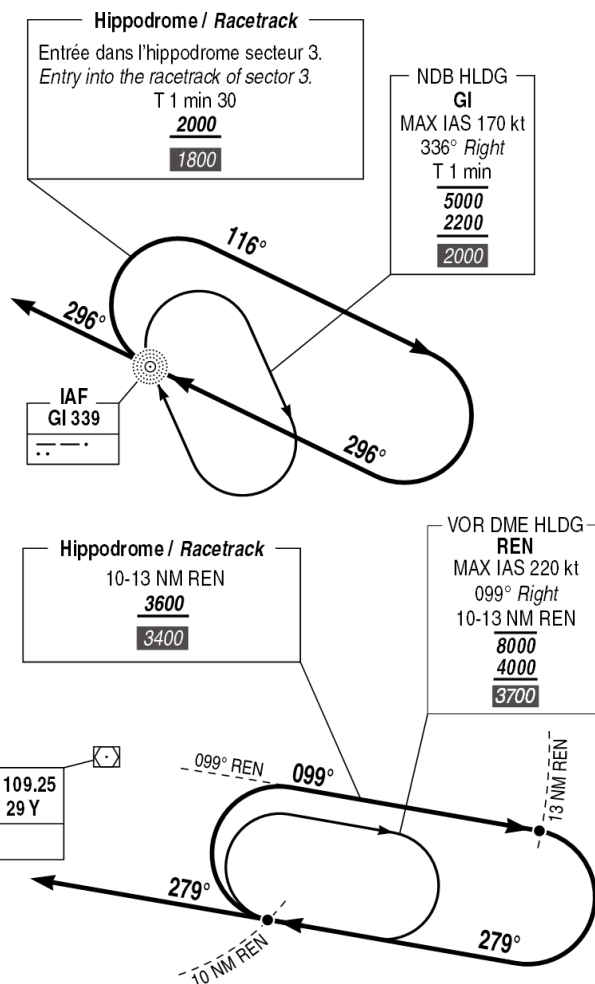 Hippodrome / Racetrack
Entrée dans l'hippodrome secteur 3.
Entry into the racetrack of sector 3.
T 1 min 30
2000
1800
NDB HLDG
GI
MAX IAS 170 kt
336° Right
T 1 min
5000
2200
2000
116°
296°
IAF
GI 339
296°
Hippodrome / Racetrack
10-13 NM REN
3600
3400
VOR DME HLDG
REN
MAX IAS 220 kt
099° Right
10-13 NM REN
8000
4000
3700
109.25
29 Y
099° REN
099°
13 NM REN
279°
279°
10 NM REN